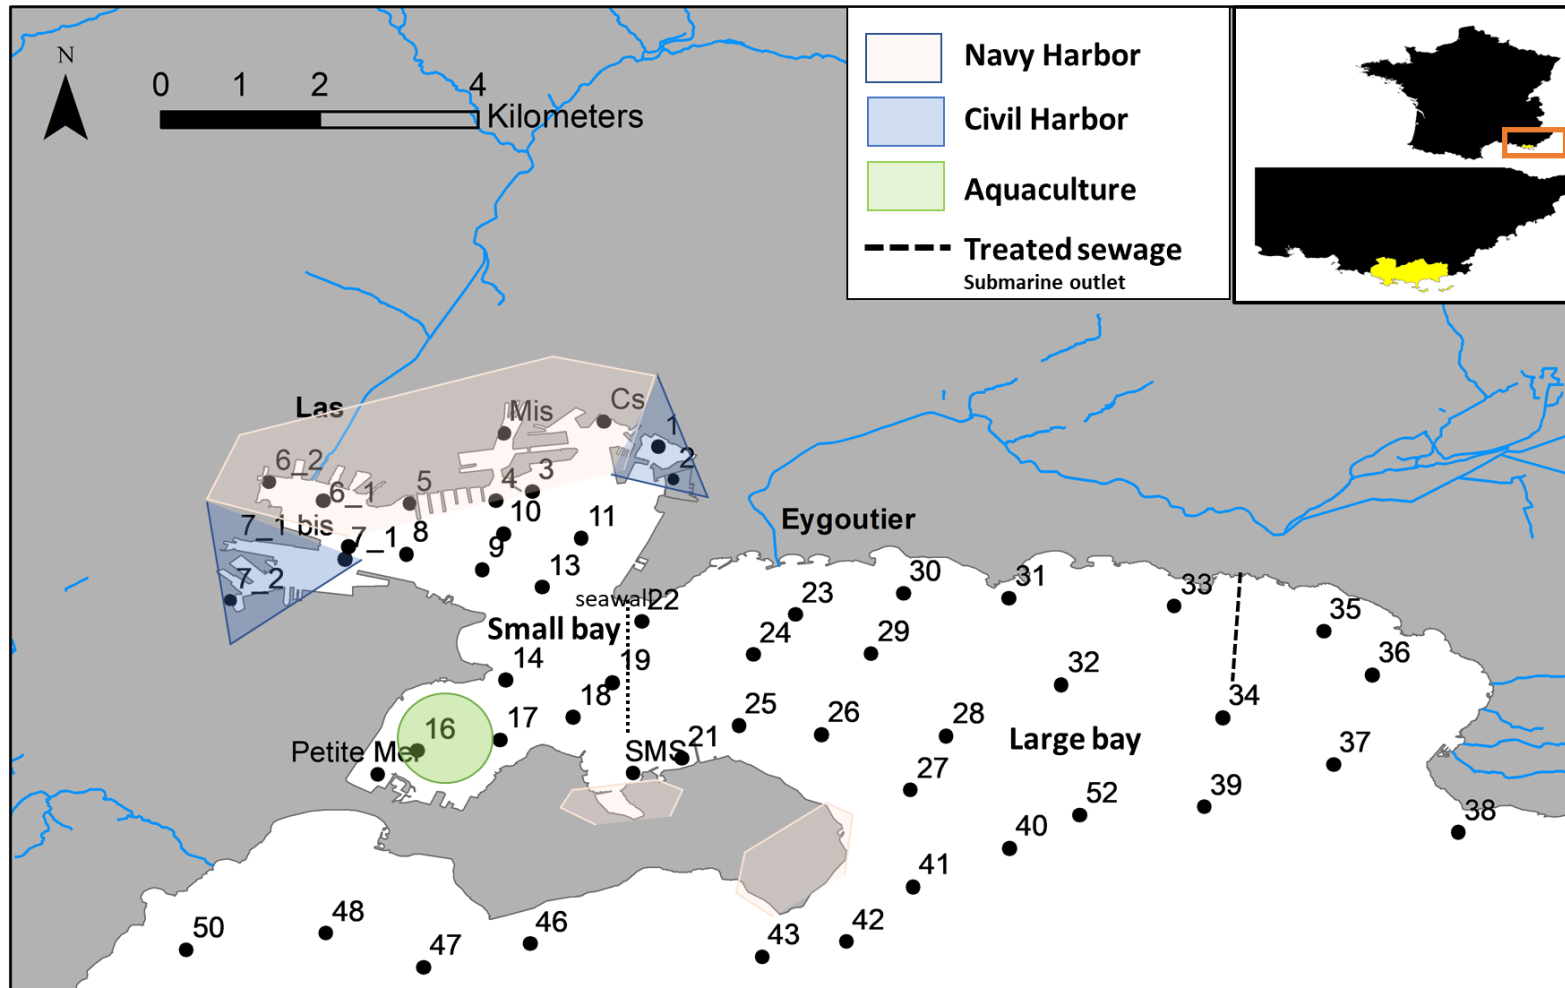 N
0 1 2 4
Kilometers
Navy Harbor
Civil Harbor
Aquaculture
Treated sewage
Submarine outlet
Las
Mis
Cs
1
2
6_2
6_1
5
4
3
10
11
7_1 bis
7_1
8
9
13
7_2
Eygoutier
seawall
22
23
30
31
33
35
Small bay
24
29
36
14
19
32
18
34
16
17
25
26
28
Large bay
37
Petite Mer
SMS
21
27
52
39
38
40
41
50
48
47
46
43
42